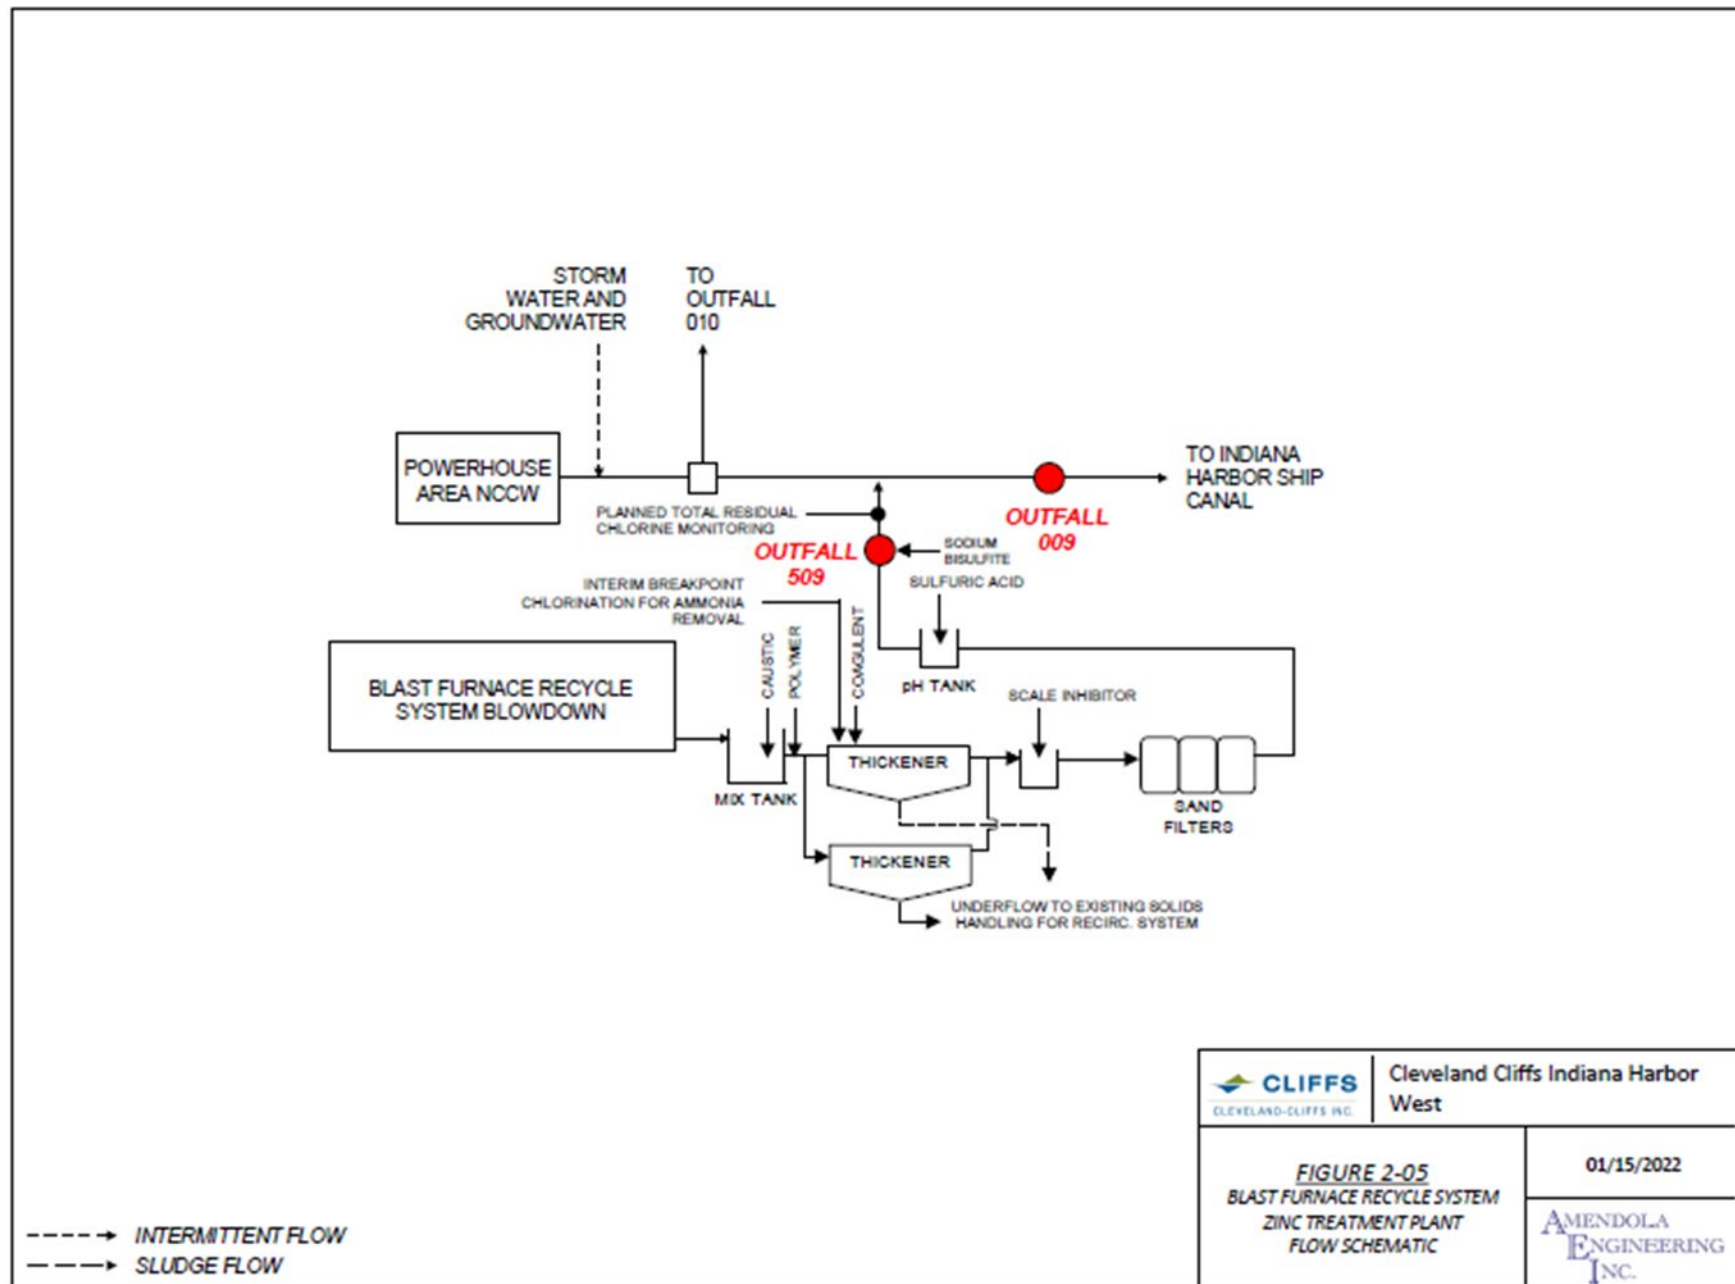 STORM
WATER AND
GROUNDWATER
TO
OUTFALL
010
POWERHOUSE
AREA NCCW
TO INDIANA
HARBOR SHIP
CANAL
PLANNED TOTAL RESIDUAL
CHLORINE MONITORING
OUTFALL
009
OUTFALL
509
SODIUM
BISULFITE
SULFURIC ACID
INTERIM BREAKPOINT
CHLORINATION FOR AMMONIA
REMOVAL
CAUSTIC
POLYMER
COAGULENT
BLAST FURNACE RECYCLE
SYSTEM BLOWDOWN
pH TANK
SCALE INHIBITOR
THICKENER
MIX TANK
SAND
FILTERS
THICKENER
UNDERFLOW TO EXISTING SOLIDS
HANDLING FOR RECIRC. SYSTEM
CLIFFS
CLEVELAND-CLIFFS INC.
Cleveland Cliffs Indiana Harbor
West
FIGURE 2-05
BLAST FURNACE RECYCLE SYSTEM
ZINC TREATMENT PLANT
FLOW SCHEMATIC
01/15/2022
AMENDOLA
ENGINEERING
INC.
INTERMITTENT FLOW
SLUDGE FLOW